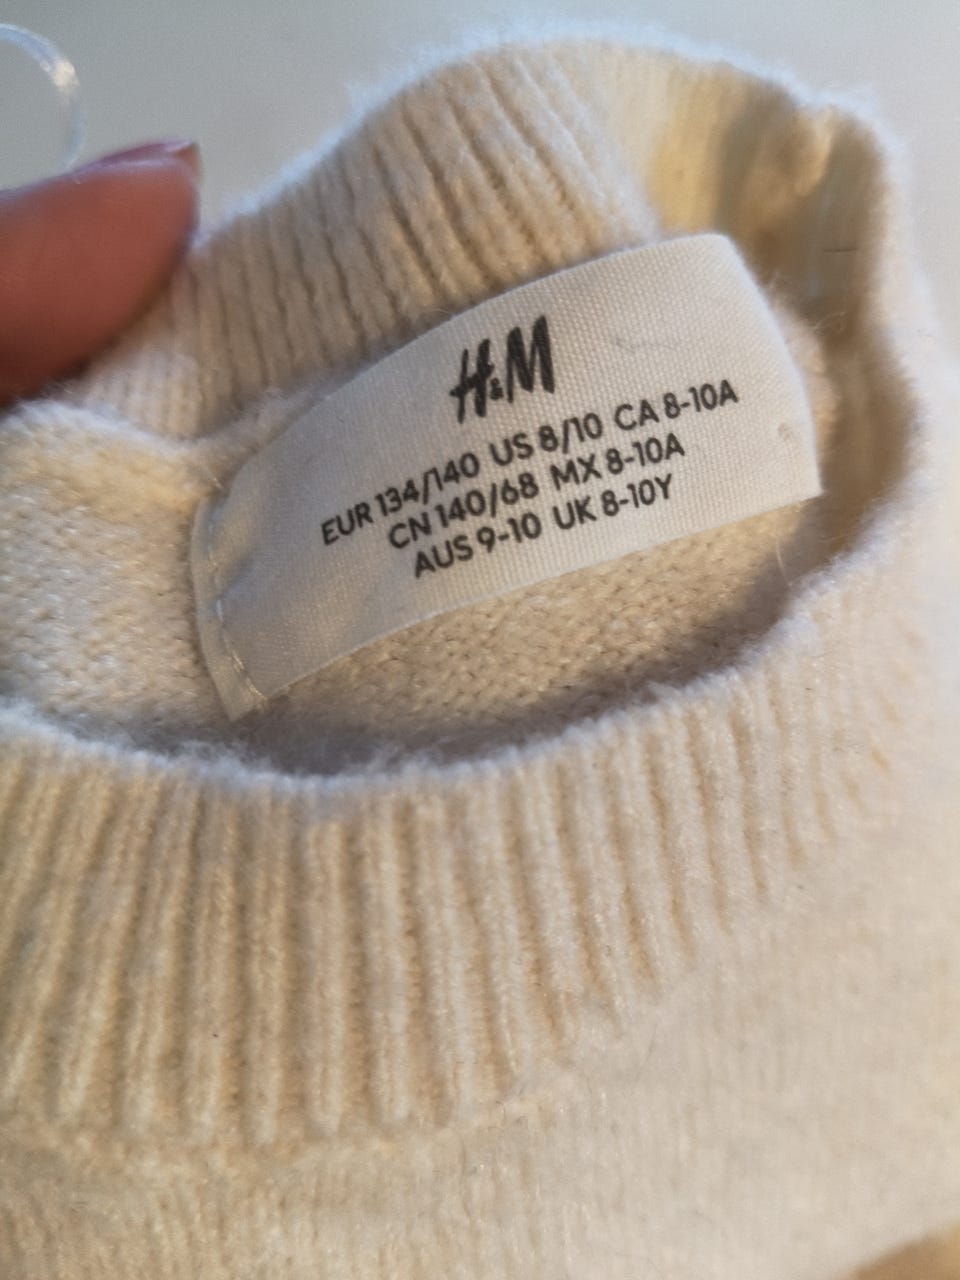 H&M
EUR 134/140 US 8/10 CA 8-10A
CN 140/68 MX 8-10A
AUS 9-10 UK 8-10Y